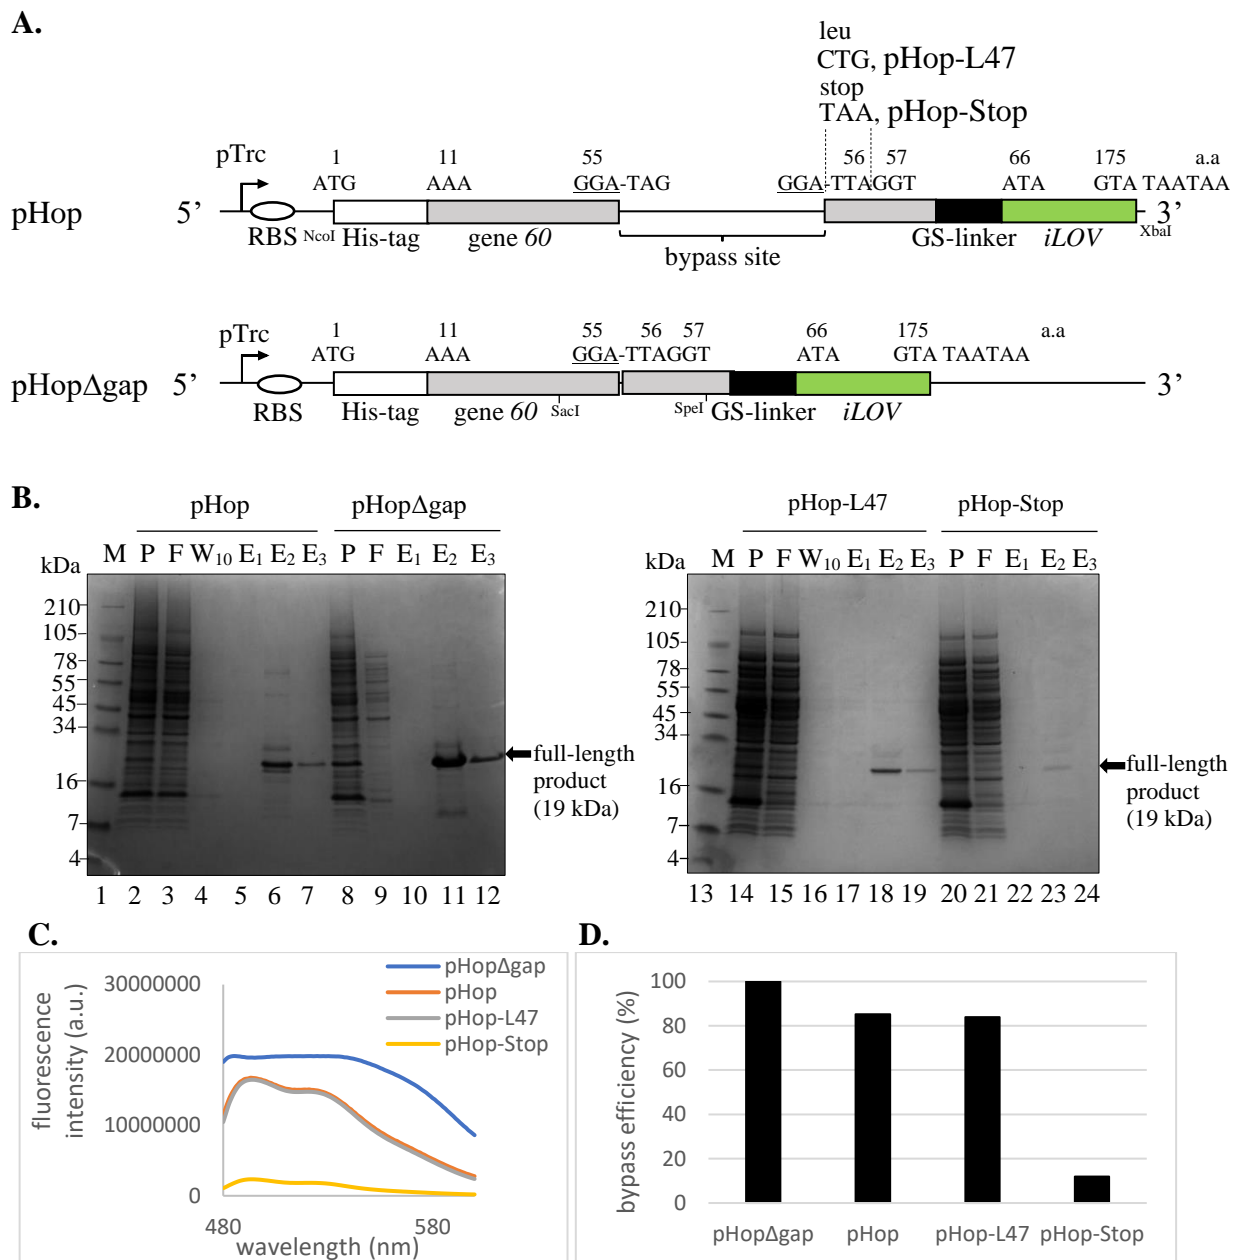 A.
leu
CTG, pHop-L47
stop
TAA, pHop-Stop
pTrc 1 11 55 56 57 66 175 a.a
ATG AAA GGA-TAG GGA-TTAGGT ATA GTA TAATAA
pHop 5’ 3’
RBS NcoI His-tag gene 60 bypass site GS-linker iLOV XbaI
pTrc 1 11 55 56 57 66 175 a.a
ATG AAA GGA-TTAGGT ATA GTA TAATAA
pHopΔgap 5’ 3’
RBS His-tag gene 60 SacI SpeI GS-linker iLOV
B.
pHop pHopΔgap
kDa M P F W10 E1 E2 E3 P F E1 E2 E3
210
105
78
55
45
34
16
7
4
full-length
product
(19 kDa)
1 2 3 4 5 6 7 8 9 10 11 12
pHop-L47 pHop-Stop
kDa M P F W10 E1 E2 E3 P F E1 E2 E3
210
105
78
55
45
34
16
7
4
full-length
product
(19 kDa)
13 14 15 16 17 18 19 20 21 22 23 24
C.
fluorescence
intensity (a.u.)
30000000
20000000
10000000
0
480 580
wavelength (nm)
pHopΔgap
pHop
pHop-L47
pHop-Stop
D.
bypass efficiency (%)
100
80
60
40
20
0
pHopΔgap pHop pHop-L47 pHop-Stop